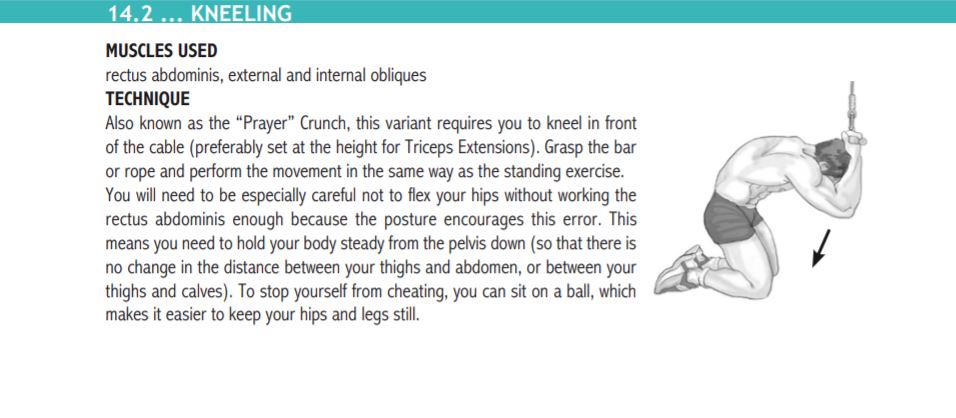 14.2 ... KNEELING
MUSCLES USED
rectus abdominis, external and internal obliques
TECHNIQUE
Also known as the “Prayer” Crunch, this variant requires you to kneel in front
of the cable (preferably set at the height for Triceps Extensions). Grasp the bar
or rope and perform the movement in the same way as the standing exercise.
You will need to be especially careful not to flex your hips without working the
rectus abdominis enough because the posture encourages this error. This
means you need to hold your body steady from the pelvis down (so that there is
no change in the distance between your thighs and abdomen, or between your
thighs and calves). To stop yourself from cheating, you can sit on a ball, which
makes it easier to keep your hips and legs still.